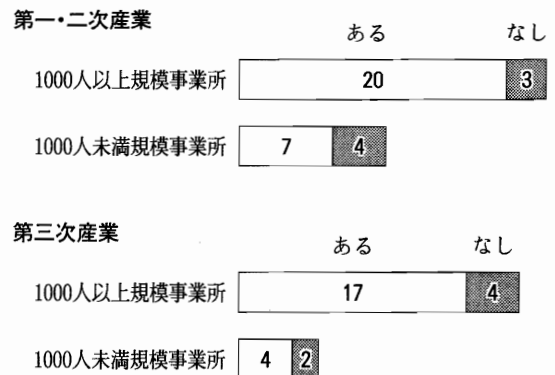 第一・二次産業
ある なし
1000人以上規模事業所 20 3
1000人未満規模事業所 7 4
第三次産業
ある なし
1000人以上規模事業所 17 4
1000人未満規模事業所 4 2